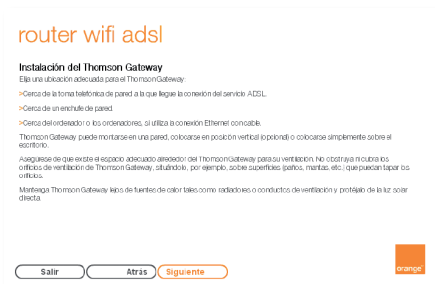 router wifi adsl
Instalación del Thomson Gateway
Elija una ubicación adecuada para el Thomson Gateway:
>Cerca de la toma telefónica de pared a la que llegue la conexión del servicio ADSL.
>Cerca de un enchufe de pared.
>Cerca del ordenador o los ordenadores, si utiliza la conexión Ethernet con cable.
Thomson Gateway puede montarse en una pared, colocarse en posición vertical (opcional) o colocarse simplemente sobre el
escritorio.
Asegúrese de que existe el espacio adecuado alrededor del Thomson Gateway para su ventilación. No obstruya ni cubra los
orificios de ventilación de Thomson Gateway, situándolo, por ejemplo, sobre superficies (paños, mantas, etc.) que puedan tapar los
orificios.
Mantenga Thomson Gateway lejos de fuentes de calor tales como radiadores o conductos de ventilación y protéjalo de la luz solar
directa.
orange™
Salir Atrás Siguiente